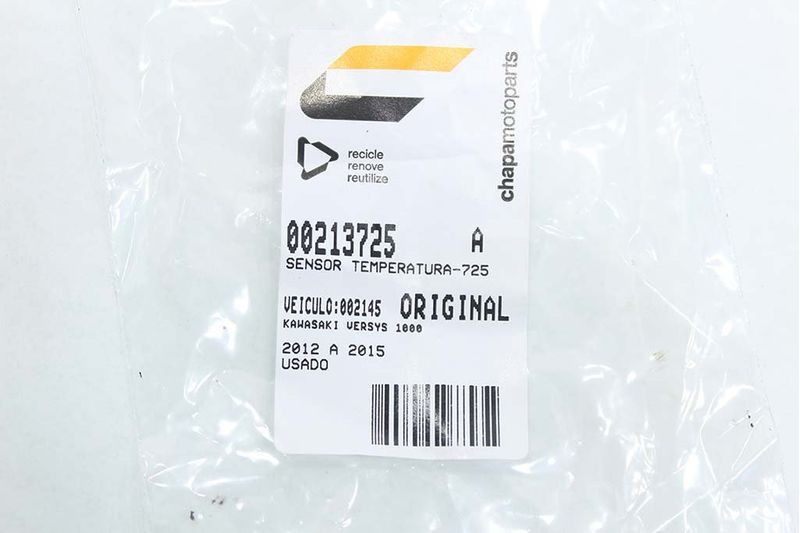 chapamotoparts
recicle
renove
reutilize
00213725 A
SENSOR TEMPERATURA-725
VEICULO:002145 ORIGINAL
KAWASAKI VERSYS 1000
2012 A 2015
USADO